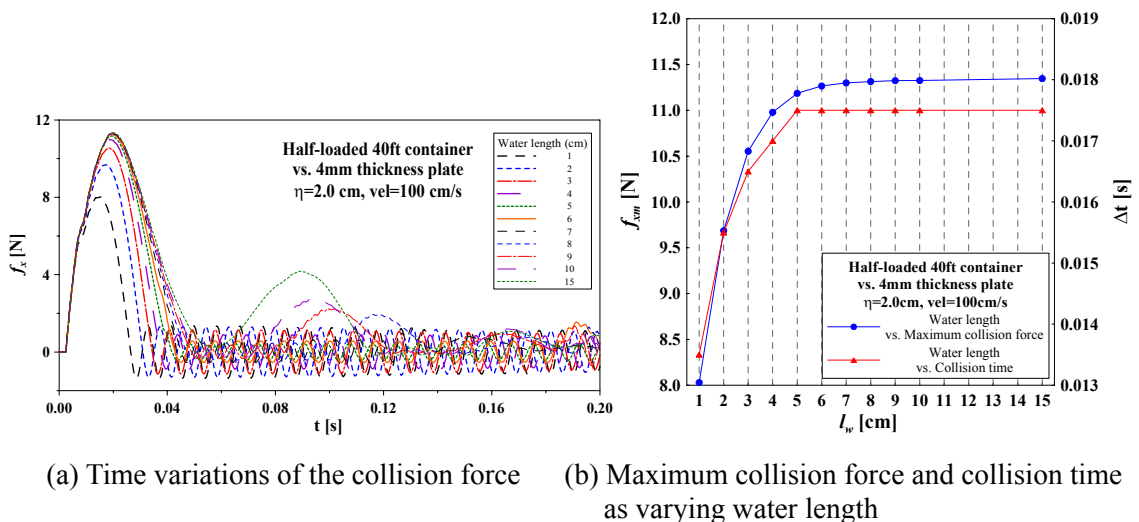 12
8
4
0
f_x [N]
0.00
0.04
0.08
0.12
0.16
0.20
t [s]
Half-loaded 40ft container
vs. 4mm thickness plate
η=2.0 cm, vel=100 cm/s
Water length (cm)
1
2
3
4
5
6
7
8
9
10
15
(a) Time variations of the collision force
12.0
11.5
11.0
10.5
10.0
9.5
9.0
8.5
8.0
f_{xm} [N]
0.019
0.018
0.017
0.016
0.015
0.014
0.013
Δt [s]
1 2 3 4 5 6 7 8 9 10 11 12 13 14 15
l_w [cm]
Half-loaded 40ft container
vs. 4mm thickness plate
η=2.0cm, vel=100cm/s
Water length
vs. Maximum collision force
Water length
vs. Collision time
(b) Maximum collision force and collision time
as varying water length